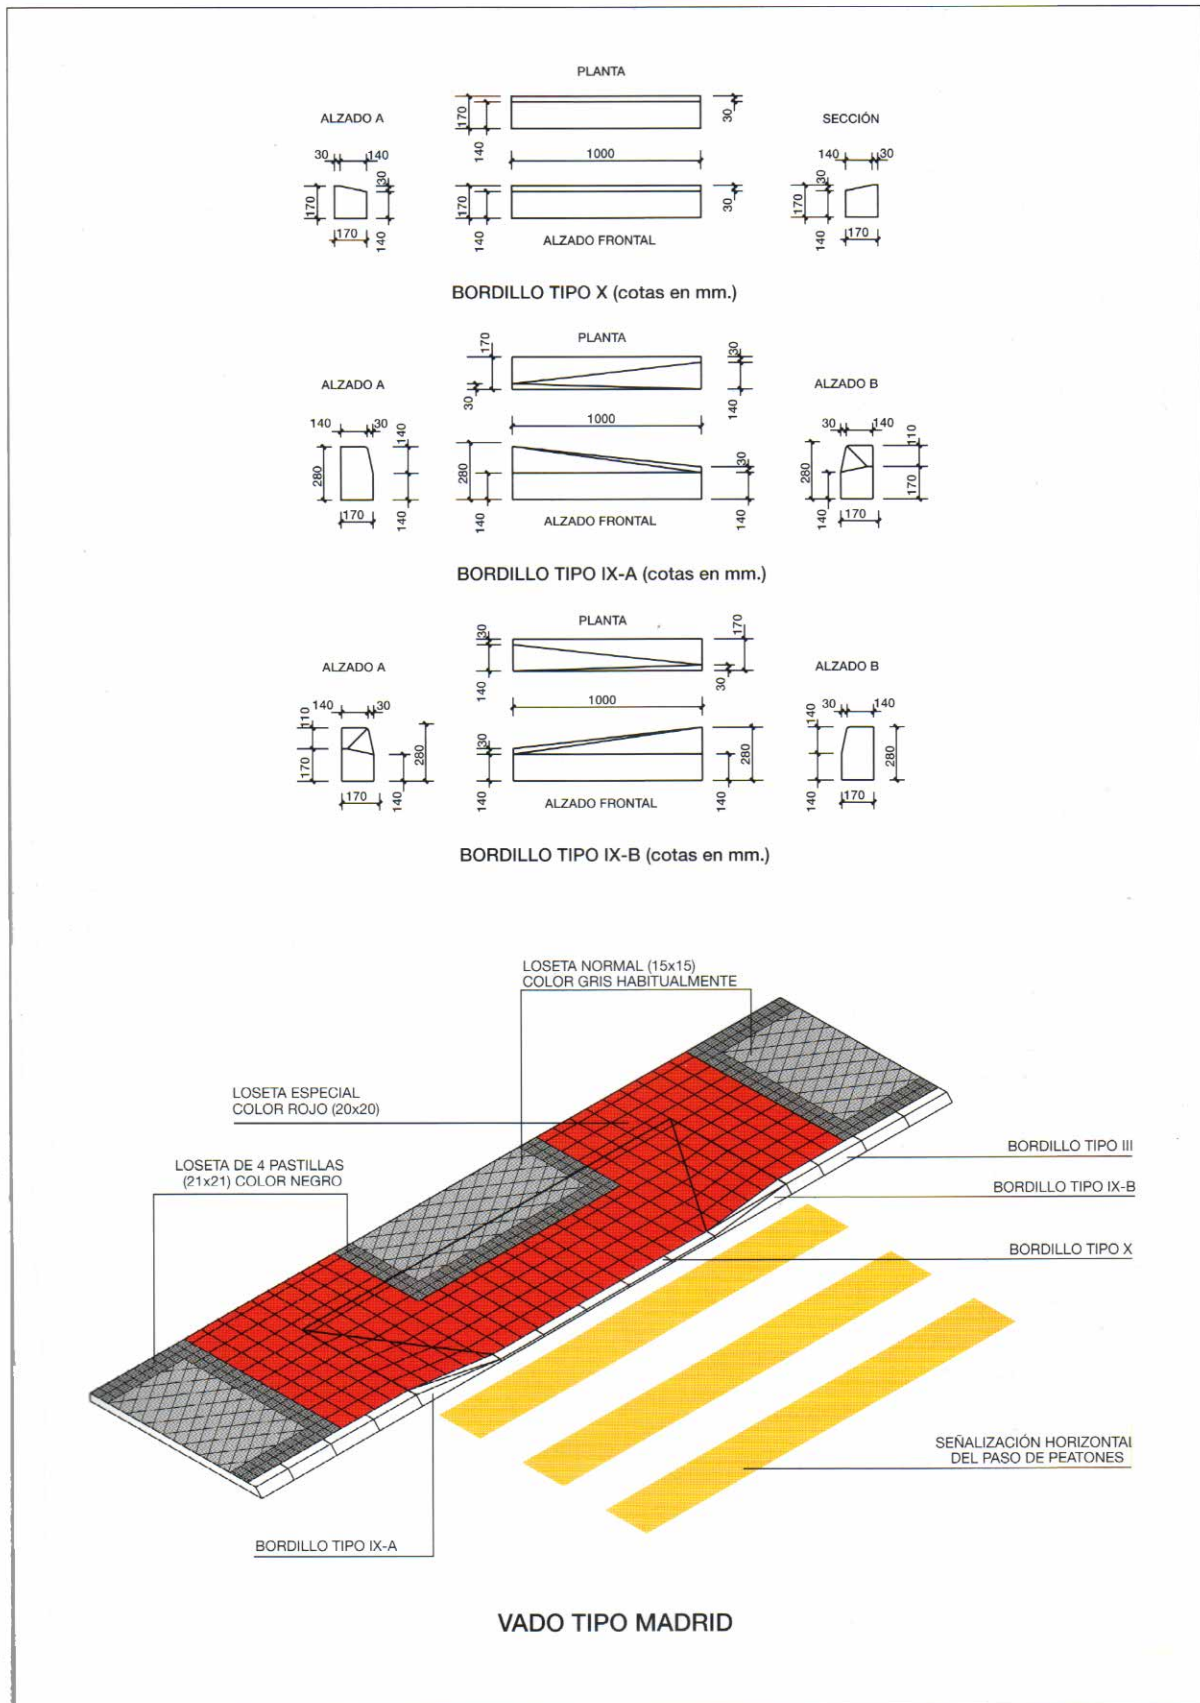 PLANTA
170
140
30
ALZADO A
30
140
30
170
170
140
1000
170
140
30
ALZADO FRONTAL
SECCIÓN
140
30
30
170
140
170
BORDILLO TIPO X (cotas en mm.)
PLANTA
170
30
30
140
ALZADO A
140
30
140
280
170
140
1000
280
140
30
140
ALZADO FRONTAL
ALZADO B
30
140
110
280
170
140
170
BORDILLO TIPO IX-A (cotas en mm.)
PLANTA
30
140
170
30
ALZADO A
140
30
110
170
280
170
140
1000
30
140
280
140
ALZADO FRONTAL
ALZADO B
30
140
140
280
140
170
BORDILLO TIPO IX-B (cotas en mm.)
LOSETA NORMAL (15x15)
COLOR GRIS HABITUALMENTE
LOSETA ESPECIAL
COLOR ROJO (20x20)
LOSETA DE 4 PASTILLAS
(21x21) COLOR NEGRO
BORDILLO TIPO III
BORDILLO TIPO IX-B
BORDILLO TIPO X
SEÑALIZACIÓN HORIZONTAL
DEL PASO DE PEATONES
BORDILLO TIPO IX-A
VADO TIPO MADRID